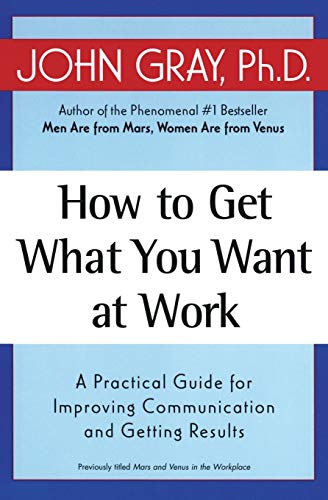 JOHN GRAY, Ph.D.
Author of the Phenomenal #1 Bestseller
Men Are from Mars, Women Are from Venus
How to Get
What You Want
at Work
A Practical Guide for
Improving Communication
and Getting Results
Previously titled Mars and Venus in the Workplace